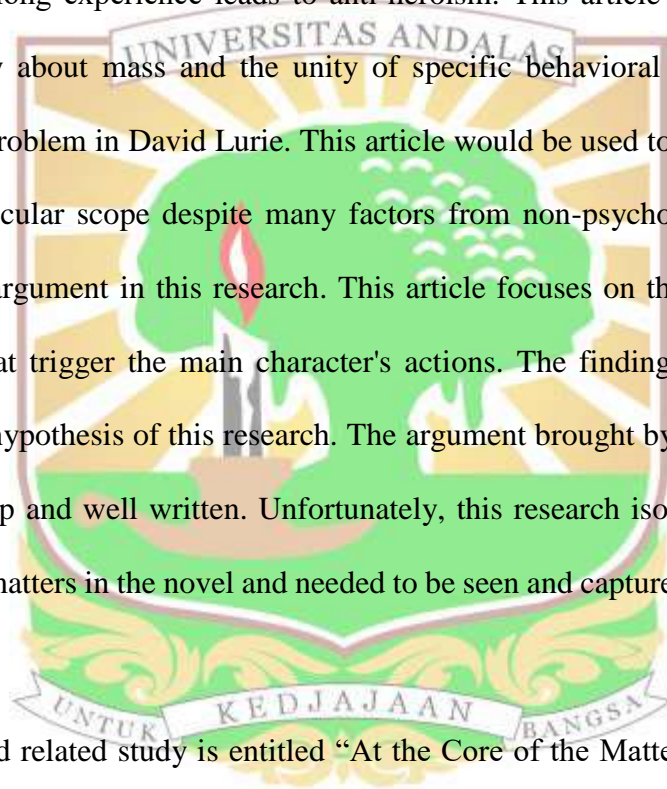 ong experience leads to anti-heroism. This article
UNIVERSITAS ANDALAS
about mass and the unity of specific behavioral
roblem in David Lurie. This article would be used to
cular scope despite many factors from non-psycho
argument in this research. This article focuses on th
at trigger the main character's actions. The finding
hypothesis of this research. The argument brought by
p and well written. Unfortunately, this research iso
matters in the novel and needed to be seen and capture
UNTUK KEDJAJAAN BANGSA
d related study is entitled “At the Core of the Matte